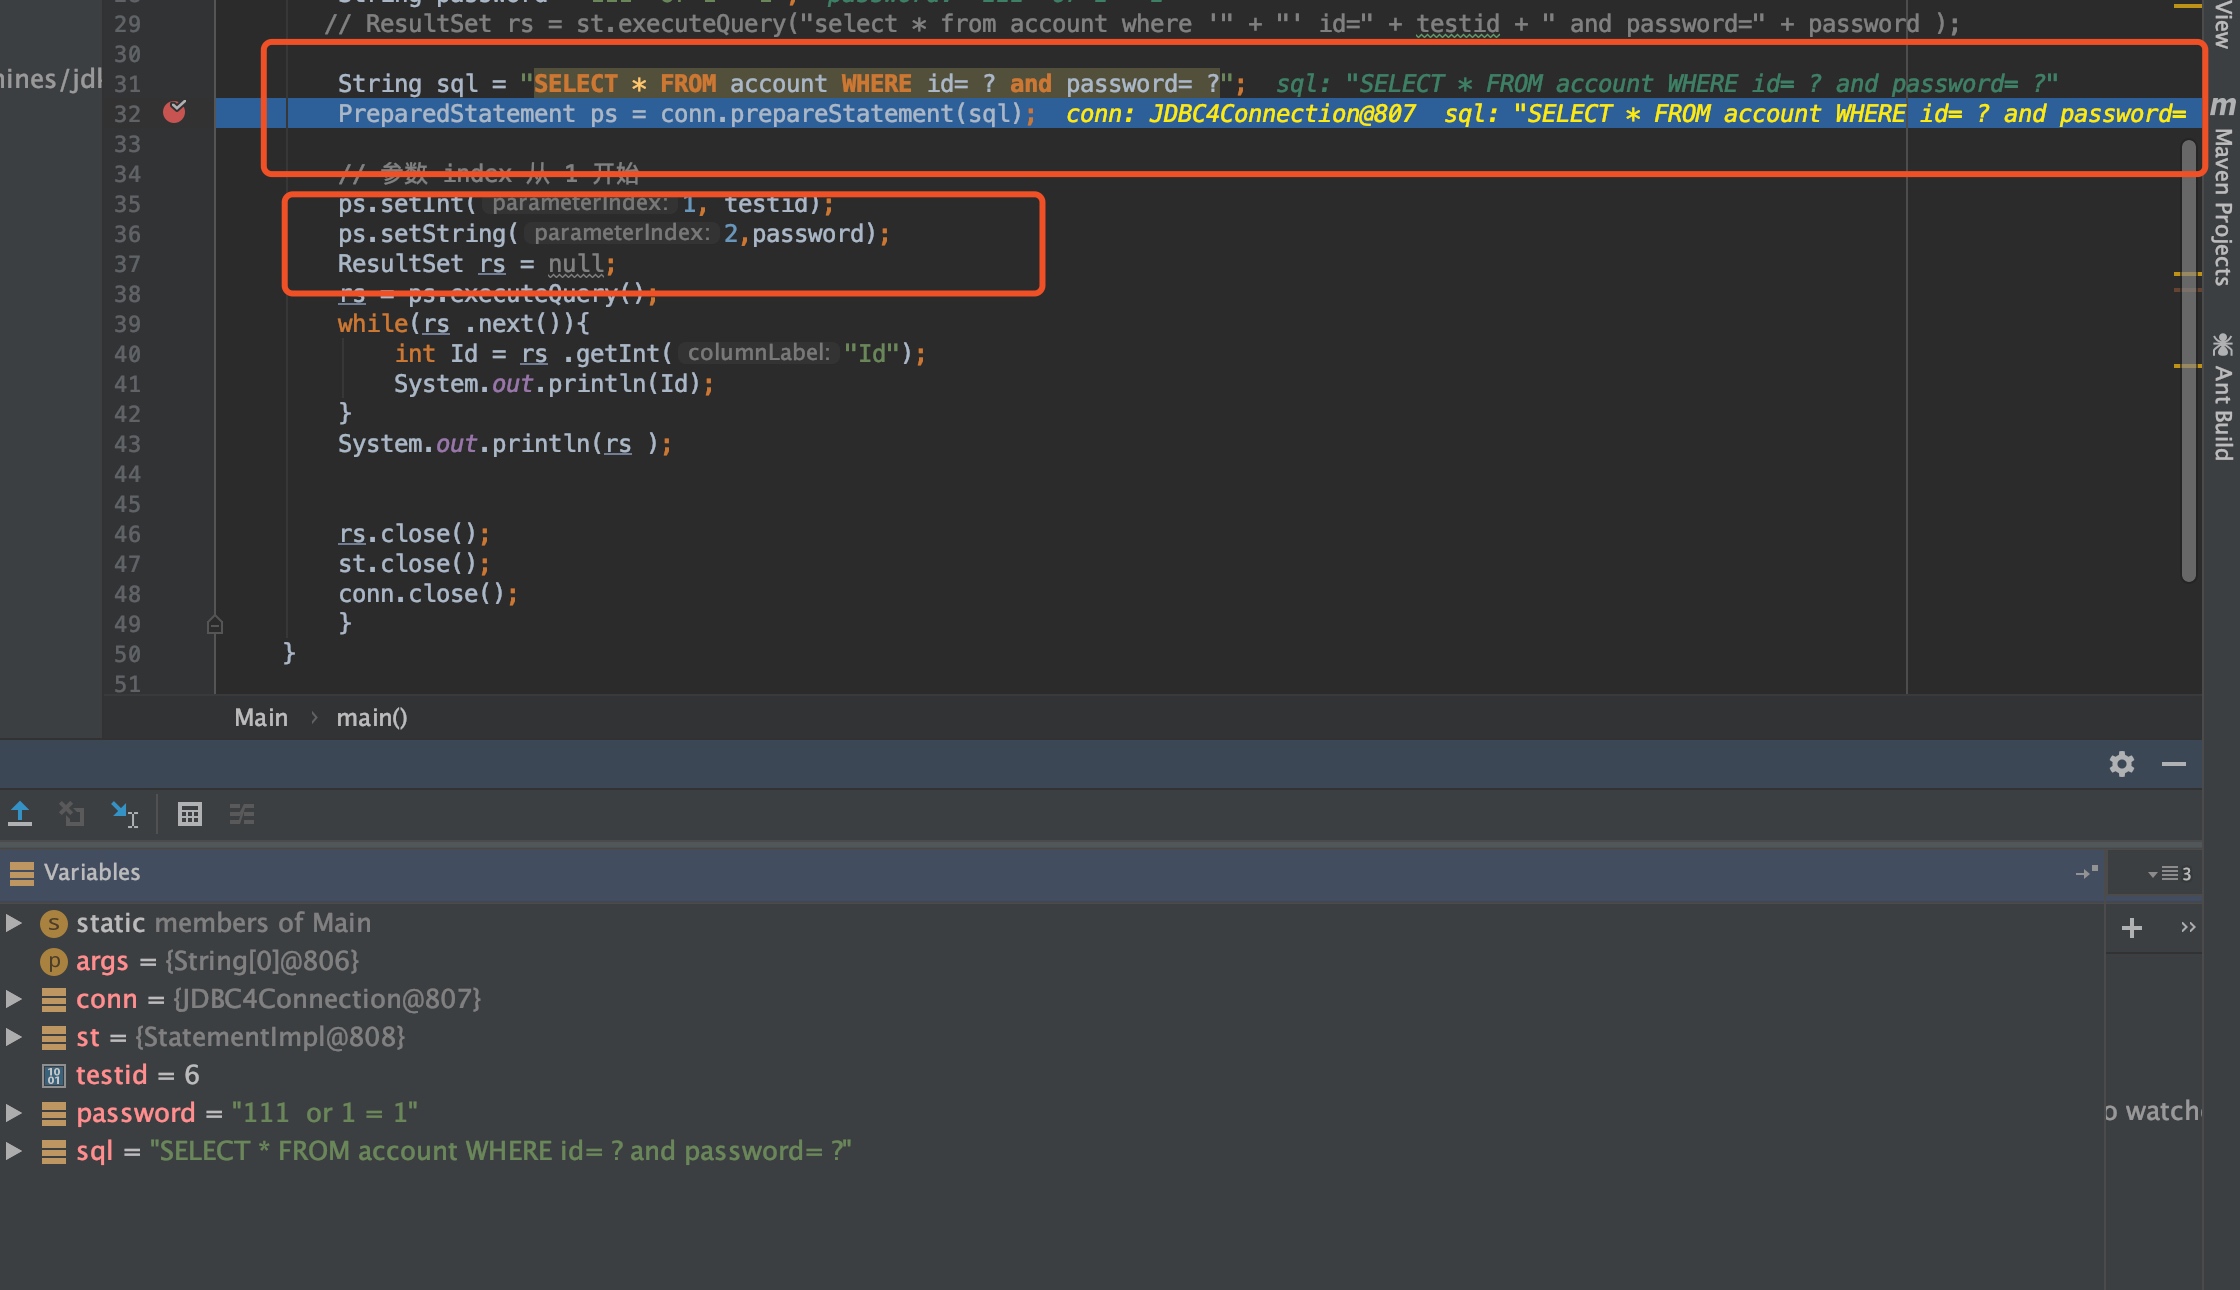 29 // ResultSet rs = st.executeQuery("select * from account where '" + "' id=" + testid + " and password=" + password );
30
31 String sql = "SELECT * FROM account WHERE id= ? and password= ?"; sql: "SELECT * FROM account WHERE id= ? and password= ?"
32 PreparedStatement ps = conn.prepareStatement(sql); conn: JDBC4Connection@807 sql: "SELECT * FROM account WHERE id= ? and password=
33
34 // 参数 index 从 1 开始
35 ps.setInt( parameterIndex: 1, testid);
36 ps.setString( parameterIndex: 2,password);
37 ResultSet rs = null;
38 rs = ps.executeQuery();
39 while(rs .next()){
40 int Id = rs .getInt( columnLabel: "Id");
41 System.out.println(Id);
42 }
43 System.out.println(rs );
44
45
46 rs.close();
47 st.close();
48 conn.close();
49 }
50 }
51
Main › main()
Variables
3
static members of Main
args = {String[0]@806}
conn = {JDBC4Connection@807}
st = {StatementImpl@808}
testid = 6
password = "111  or 1 = 1"
sql = "SELECT * FROM account WHERE id= ? and password= ?"
View
Maven Projects
Ant Build